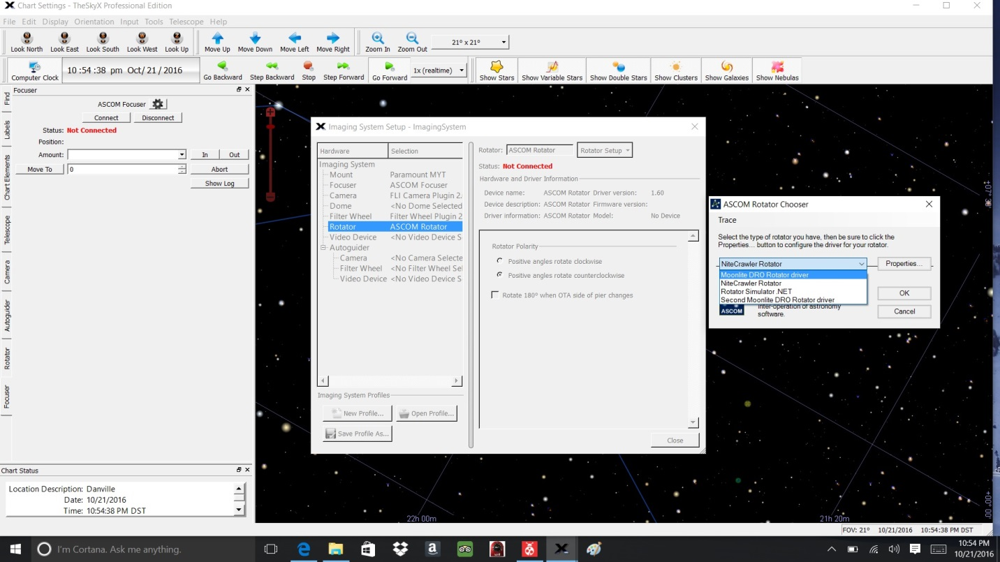 Chart Settings - TheSkyX Professional Edition
File Edit Display Orientation Input Tools Telescope Help
Look North Look East Look South Look West Look Up Move Up Move Down Move Left Move Right Zoom In Zoom Out 21° x 21°
Computer Clock 10 :54 :38 pm Oct/ 21 / 2016 Go Backward Step Backward Stop Step Forward Go Forward 1x (realtime) Show Stars Show Variable Stars Show Double Stars Show Clusters Show Galaxies Show Nebulas
Find
Labels
Chart Elements
Telescope
Camera
Autoguider
Rotator
Focuser
Focuser
ASCOM Focuser
Connect Disconnect
Status: Not Connected
Position:
Amount: In Out
Move To 0 Abort
Show Log
Chart Status
Location Description: Danville
Date: 10/21/2016
Time: 10:54:38 PM DST
Imaging System Setup - ImagingSystem
Hardware Selection
Imaging System
Mount Paramount MYT
Focuser ASCOM Focuser
Camera FLI Camera Plugin 2.
Dome <No Dome Selected
Filter Wheel Filter Wheel Plugin 2
Rotator ASCOM Rotator
Video Device <No Video Device S
Autoguider
Camera <No Camera Selecte
Filter Wheel <No Filter Wheel Sel
Video Device <No Video Device S
Imaging System Profiles
New Profile... Open Profile...
Save Profile As...
Rotator: ASCOM Rotator Rotator Setup
Status: Not Connected
Hardware and Driver Information
Device name: ASCOM Rotator Driver version: 1.60
Device description: ASCOM Rotator Firmware version:
Driver information: ASCOM Rotator Model: No Device
Rotator Polarity
Positive angles rotate clockwise
Positive angles rotate counterclockwise
Rotate 180° when OTA side of pier changes
Close
ASCOM Rotator Chooser
Trace
Select the type of rotator you have, then be sure to click the
Properties... button to configure the driver for your rotator.
NiteCrawler Rotator Properties...
Moonlite DRO Rotator driver
NiteCrawler Rotator
Rotator Simulator .NET
Second Moonlite DRO Rotator driver
OK
Cancel
ASCOM
inter-operation of astronomy
software.
22h 00m 21h 20m
FOV: 21° 10/21/2016 10:54:38 PM DST
I'm Cortana. Ask me anything.
10:54 PM
10/21/2016